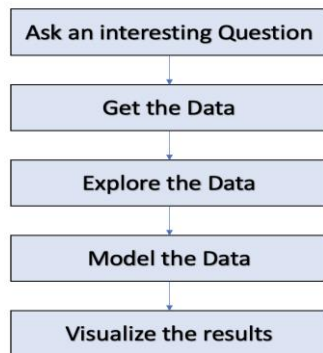 Ask an interesting Question
Get the Data
Explore the Data
Model the Data
Visualize the results